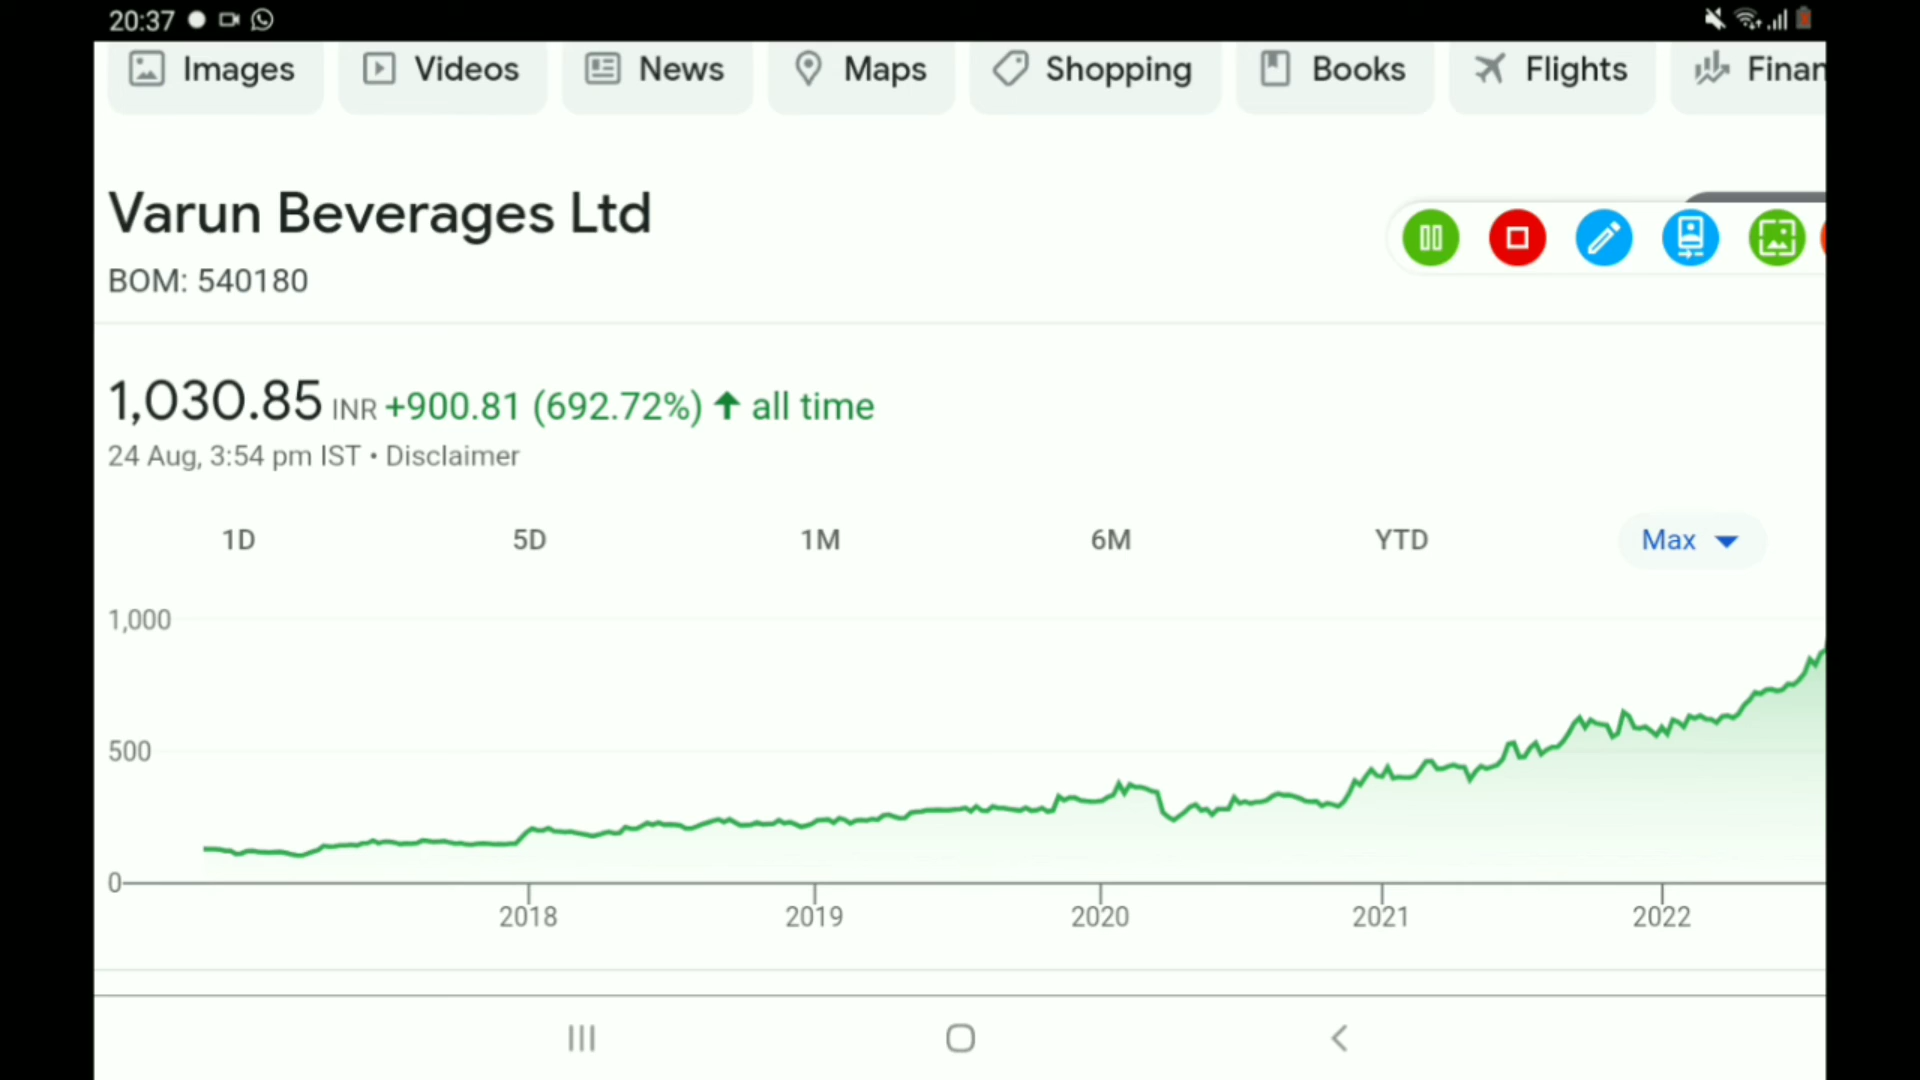 20:37
Images Videos News Maps Shopping Books Flights Finan
Varun Beverages Ltd
BOM: 540180
1,030.85 INR +900.81 (692.72%) ↑ all time
24 Aug, 3:54 pm IST • Disclaimer
1D 5D 1M 6M YTD Max
1,000
500
0
2018 2019 2020 2021 2022